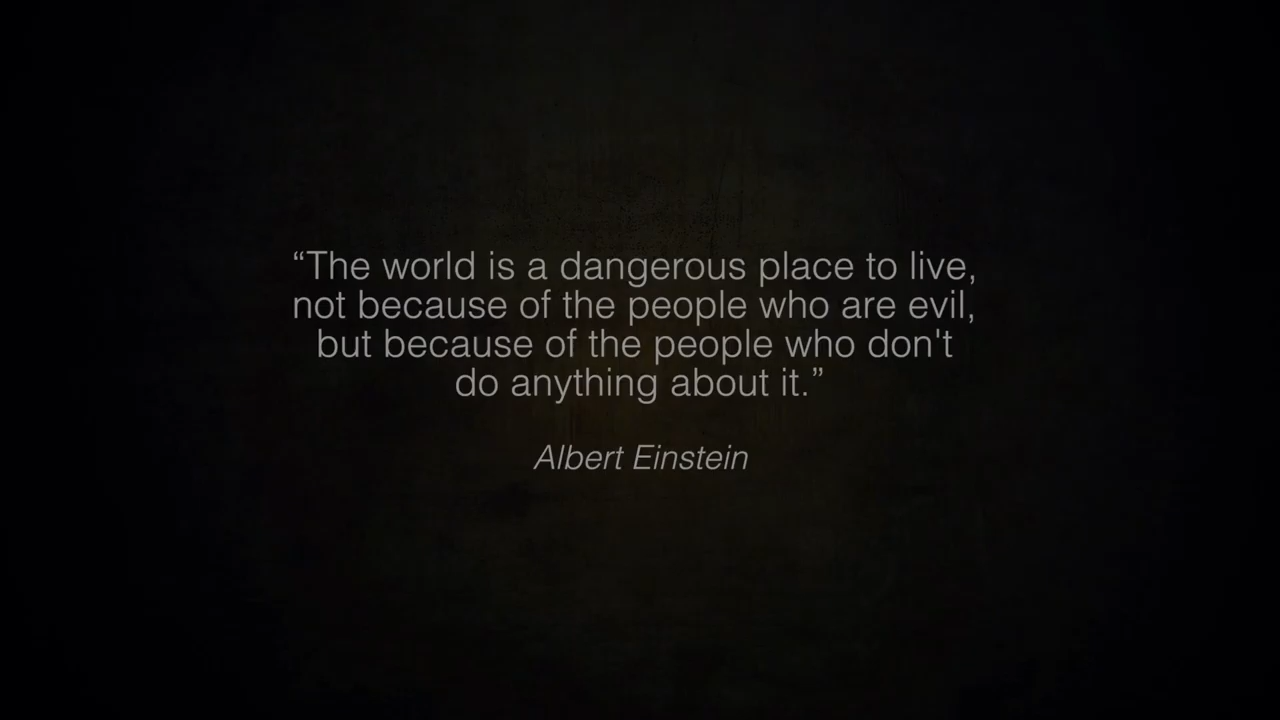 “The world is a dangerous place to live,
not because of the people who are evil,
but because of the people who don't
do anything about it.”
Albert Einstein